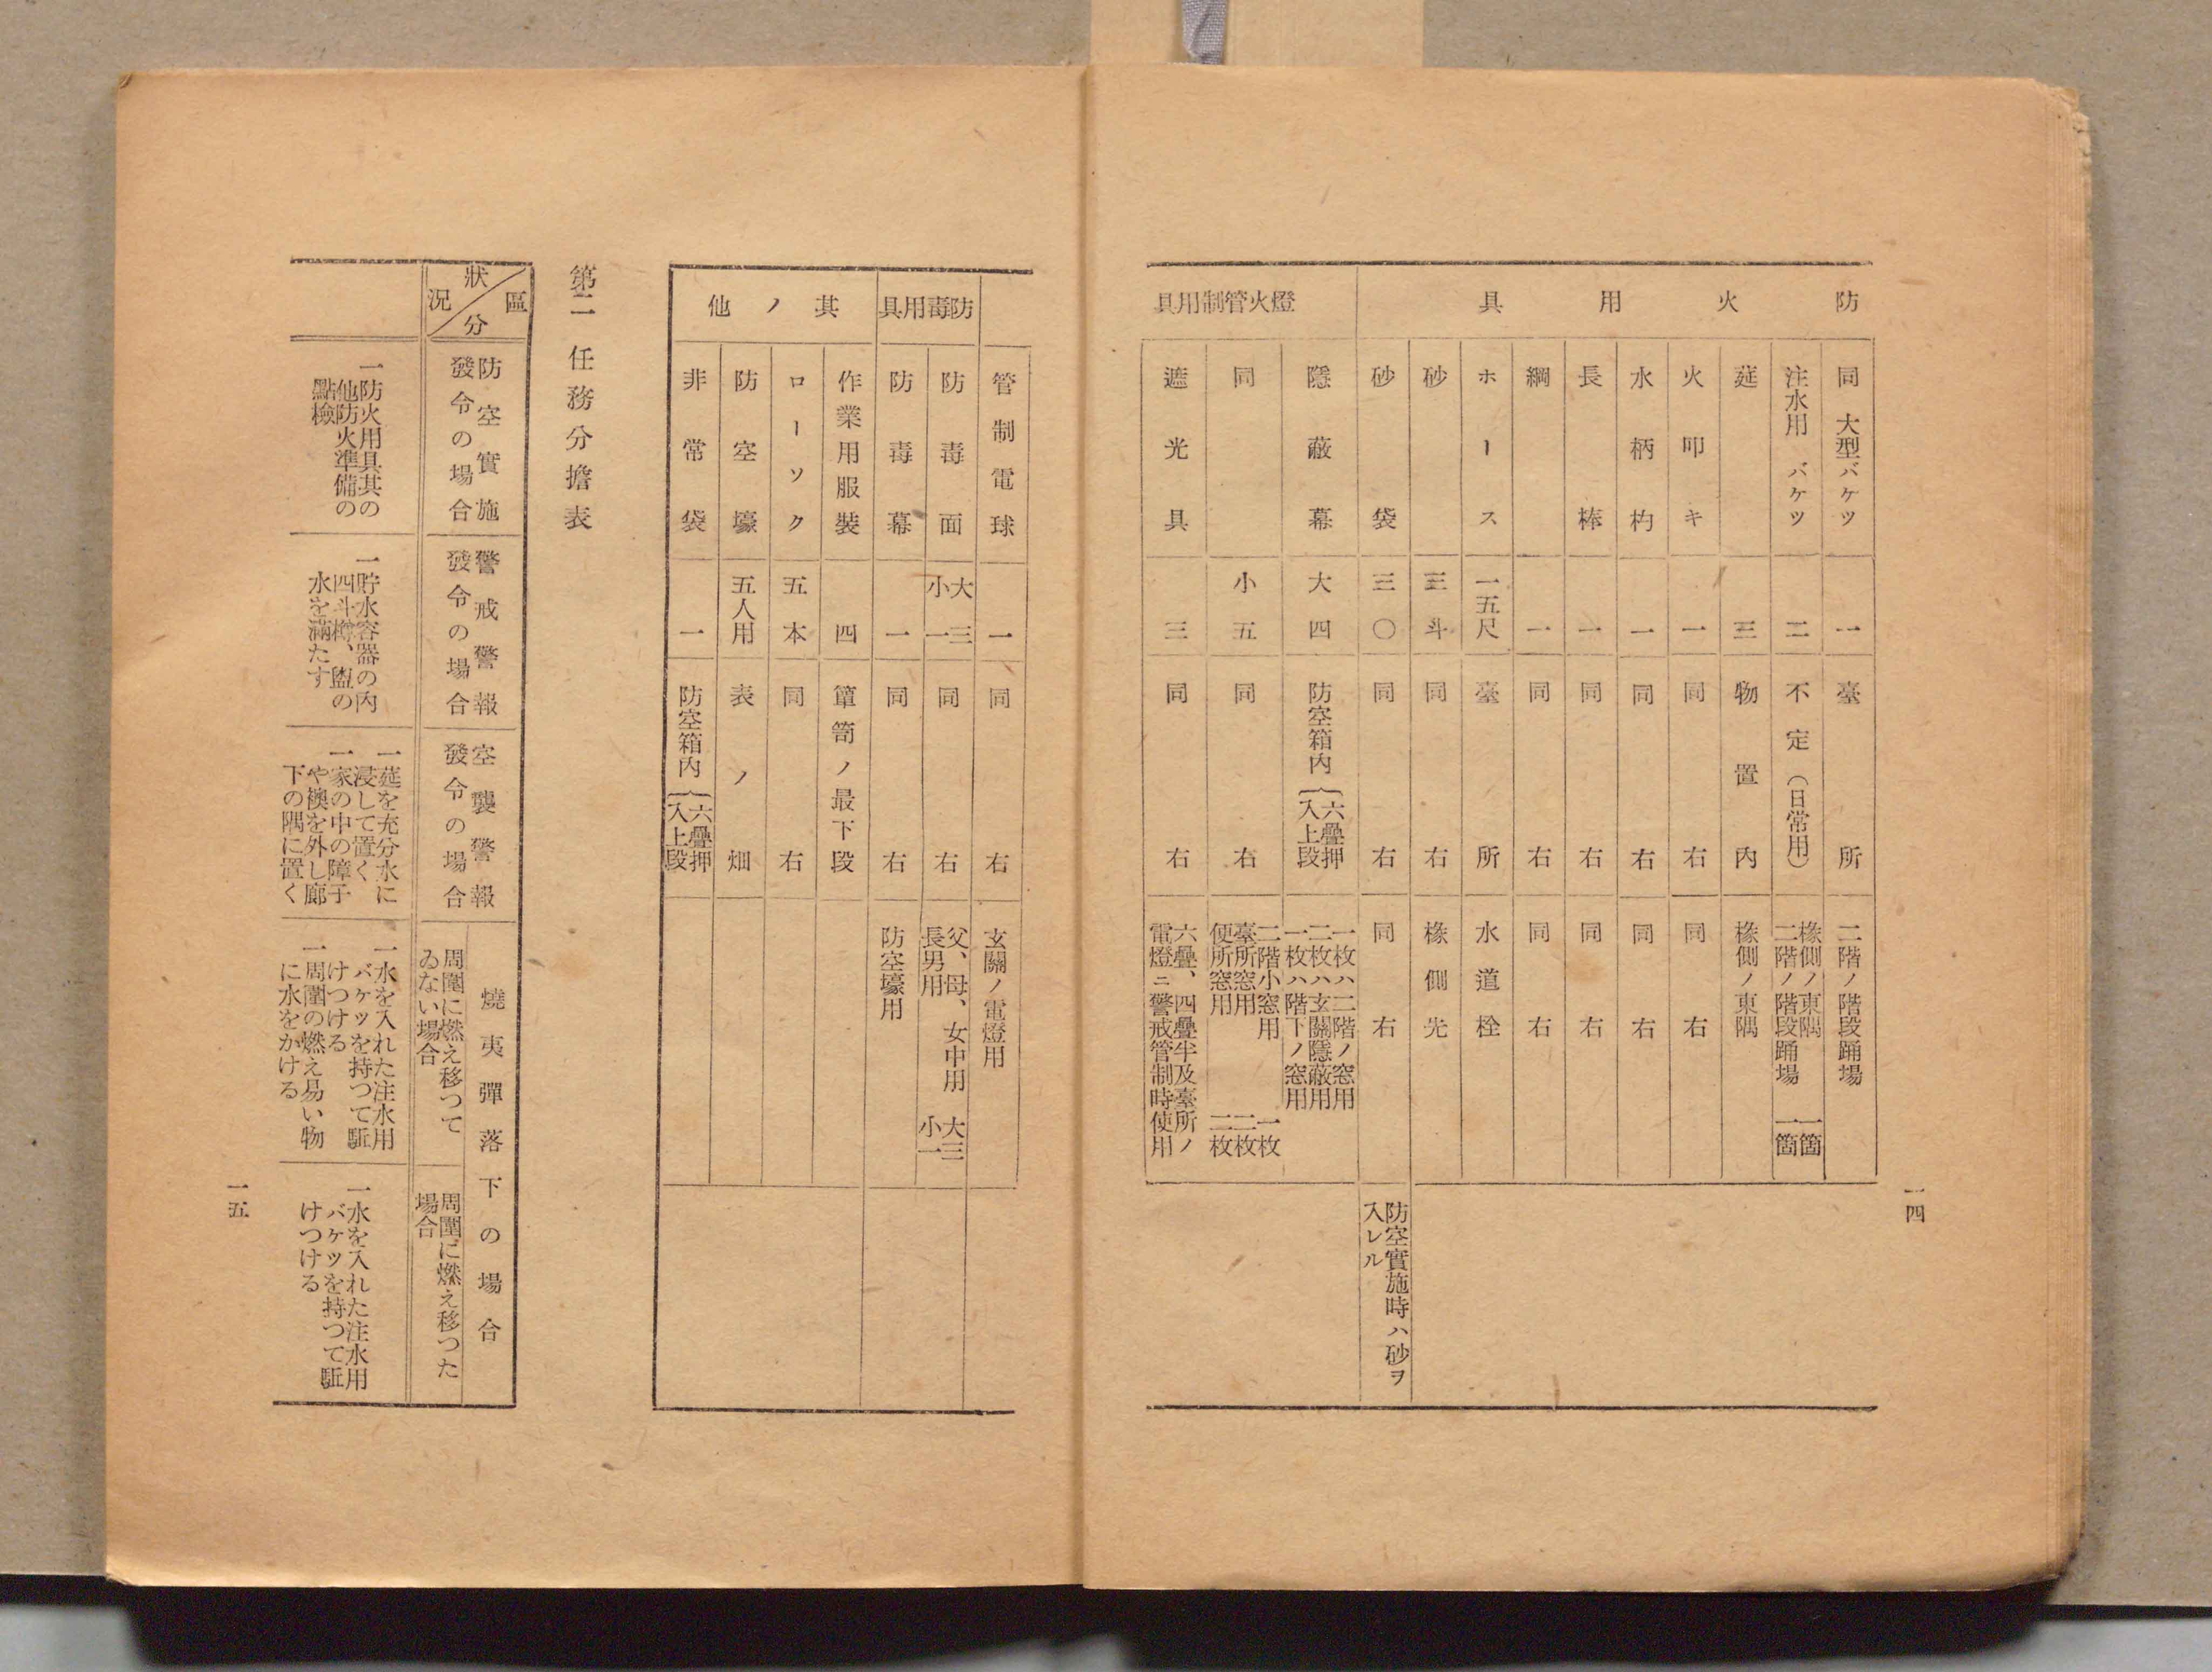 一四
防火用具
同 大型バケツ 一 臺所 二階ノ階段踊場
注水用 バケツ 二 不定（日常用） 椽側ノ東隅 一箇
二階ノ階段踊場 一箇
莚 三 物置內 椽側ノ東隅
火叩キ 一 同右 同右
水柄杓 一 同右 同右
長棒 一 同右 同右
綱 一 同右 同右
ホース 一五尺 臺所 水道栓
砂 三斗 同右 椽側先
砂袋 三〇 同右 同右 防空實施時ハ砂ヲ
入レル
燈火管制用具
隱蔽幕 大四 防空箱內（六疊押
入上段 一枚ハ二階ノ窓用
二枚ハ玄關隱蔽用
一枚ハ階下ノ窓用
同 小五 同右 二階小窓用 一枚
臺所窓用 二枚
便所窓用 二枚
遮光具 三 同右 六疊、四疊半及臺所ノ
電燈ニ警戒管制時使用
管制電球 一 同右 玄關ノ電燈用
防毒用具
防毒面 大三
小一 同右 父、母、女中用 大三
長男用 小一
防毒幕 一 同右 防空壕用
其ノ他
作業用服裝 四 簞笥ノ最下段
ローソク 五本 同右
防空壕 五人用 表ノ畑
非常袋 一 防空箱內（六疊押
入上段
第二 任務分擔表
區分
狀況
防空實施
發令の場合
警戒警報
發令の場合
空襲警報
發令の場合
燒夷彈落下の場合
周圍に燃え移つて
ゐない場合
周圍に燃え移つた
場合
一防火用具其の
他防火準備の
點檢
一貯水容器の內
四斗樽、盥の
水を滿たす
一莚を充分水に
浸して置く
一家の中の障子
や襖を外し廊
下の隅に置く
一水を入れた注水用
バケツを持つて駈
けつける
一周圍の燃え易い物
に水をかける
一水を入れた注水用
バケツを持つて駈
けつける
一五